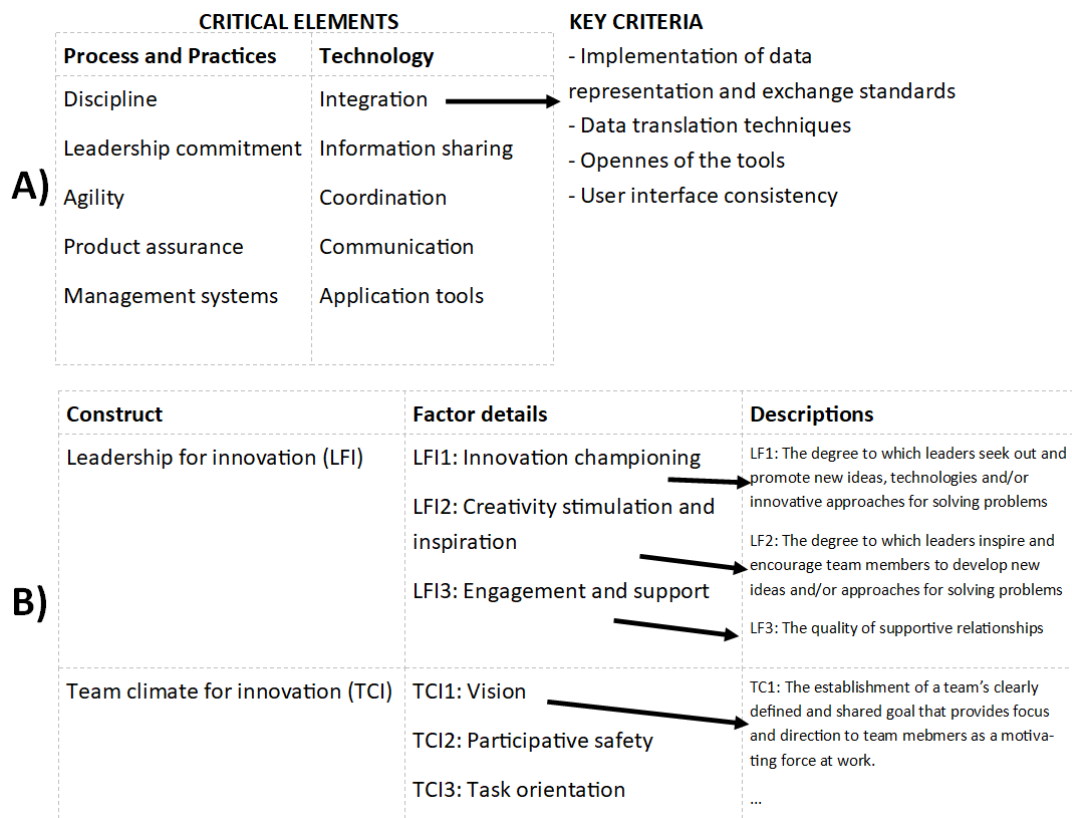 CRITICAL ELEMENTS
KEY CRITERIA
Process and Practices
Technology
- Implementation of data
representation and exchange standards
- Data translation techniques
- Opennes of the tools
- User interface consistency
Discipline
Integration
Leadership commitment
Information sharing
A)
Agility
Coordination
Product assurance
Communication
Management systems
Application tools
Construct
Factor details
Descriptions
Leadership for innovation (LFI)
LFI1: Innovation championing
LFI2: Creativity stimulation and
inspiration
LFI3: Engagement and support
LF1: The degree to which leaders seek out and
promote new ideas, technologies and/or
innovative approaches for solving problems
LF2: The degree to which leaders inspire and
encourage team members to develop new
ideas and/or approaches for solving problems
LF3: The quality of supportive relationships
B)
Team climate for innovation (TCI)
TCI1: Vision
TCI2: Participative safety
TCI3: Task orientation
TC1: The establishment of a team’s clearly
defined and shared goal that provides focus
and direction to team mebmers as a motiva-
ting force at work.
...